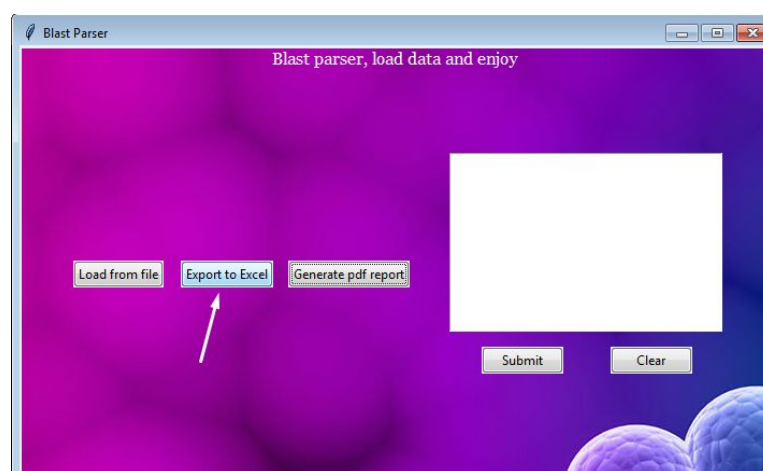 Blast Parser
Blast parser, load data and enjoy
Load from file
Export to Excel
Generate pdf report
Submit
Clear